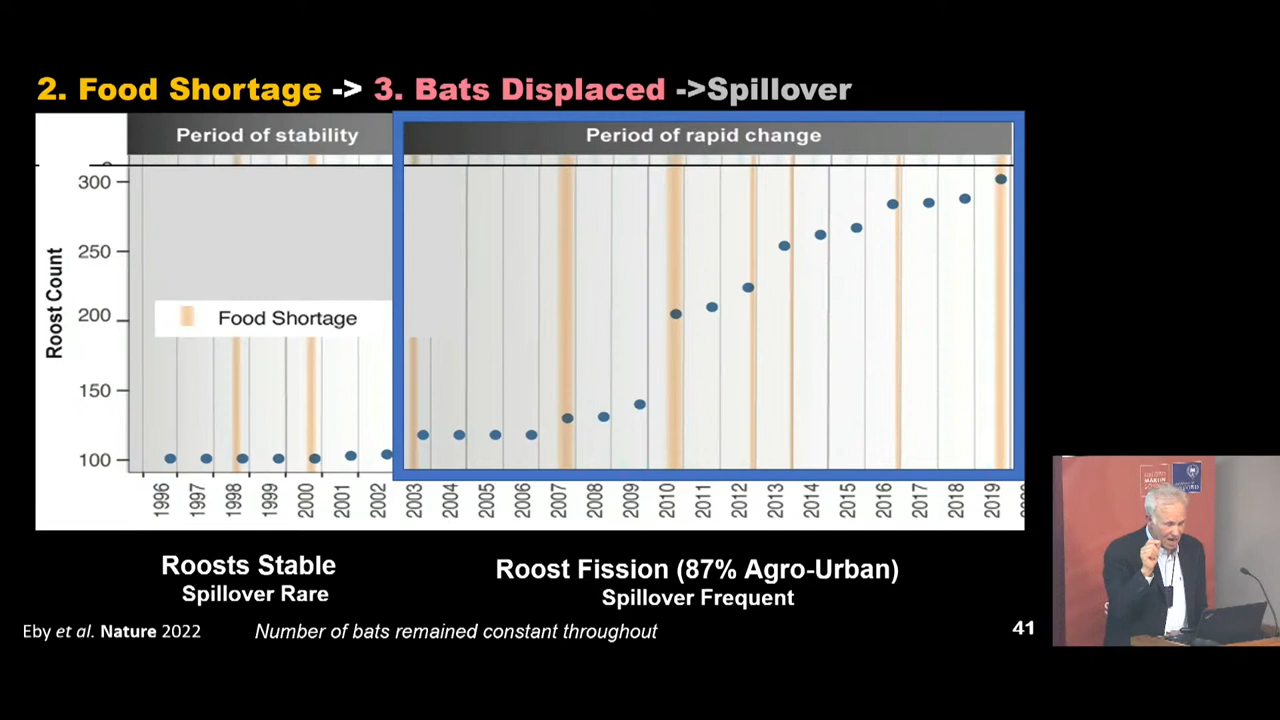 2. Food Shortage -> 3. Bats Displaced ->Spillover
Period of stability
Period of rapid change
300
250
200
150
100
Roost Count
Food Shortage
1996 1997 1998 1999 2000 2001 2002 2003 2004 2005 2006 2007 2008 2009 2010 2011 2012 2013 2014 2015 2016 2017 2018 2019
Roosts Stable
Spillover Rare
Roost Fission (87% Agro-Urban)
Spillover Frequent
Eby et al. Nature 2022
Number of bats remained constant throughout
41
OXFORD
MARTIN